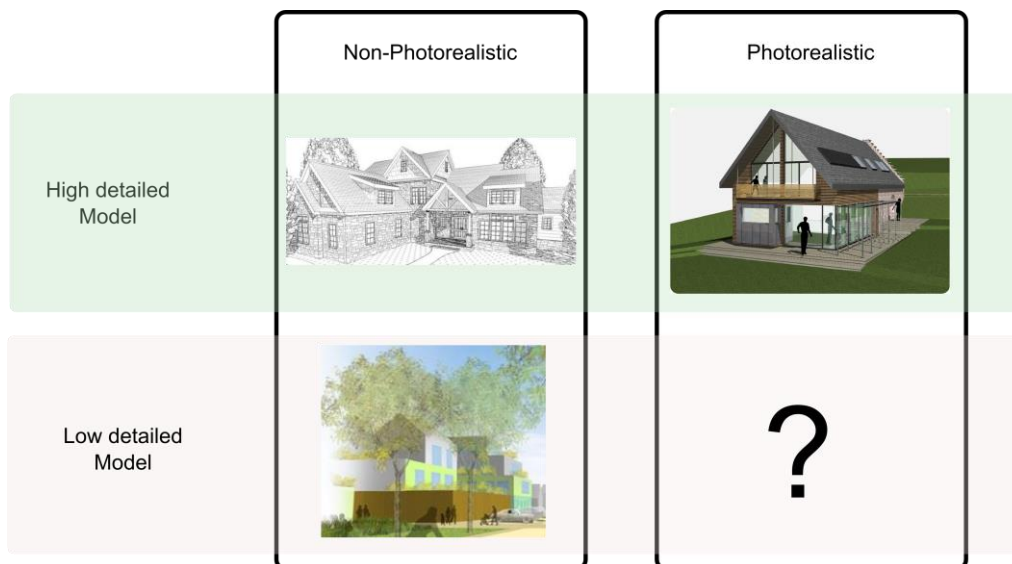 Non-Photorealistic
Photorealistic
High detailed
Model
Low detailed
Model
?